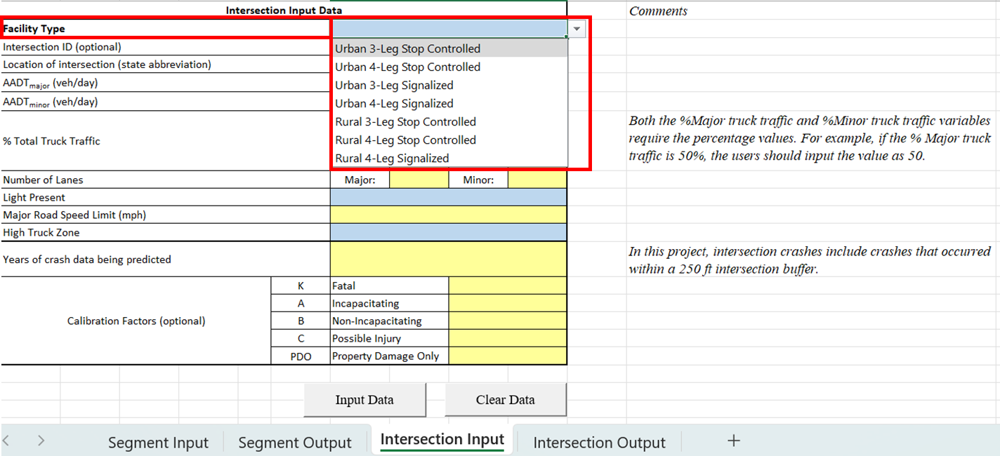 Intersection Input Data
Comments
Facility Type
Urban 3-Leg Stop Controlled
Urban 4-Leg Stop Controlled
Urban 3-Leg Signalized
Urban 4-Leg Signalized
Rural 3-Leg Stop Controlled
Rural 4-Leg Stop Controlled
Rural 4-Leg Signalized
Intersection ID (optional)
Location of intersection (state abbreviation)
AADTmajor (veh/day)
AADTminor (veh/day)
% Total Truck Traffic
Both the %Major truck traffic and %Minor truck traffic variables
require the percentage values. For example, if the % Major truck
traffic is 50%, the users should input the value as 50.
Number of Lanes Major: Minor:
Light Present
Major Road Speed Limit (mph)
High Truck Zone
Years of crash data being predicted
In this project, intersection crashes include crashes that occurred
within a 250 ft intersection buffer.
Calibration Factors (optional)
K Fatal
A Incapacitating
B Non-Incapacitating
C Possible Injury
PDO Property Damage Only
Input Data Clear Data
Segment Input Segment Output Intersection Input Intersection Output +